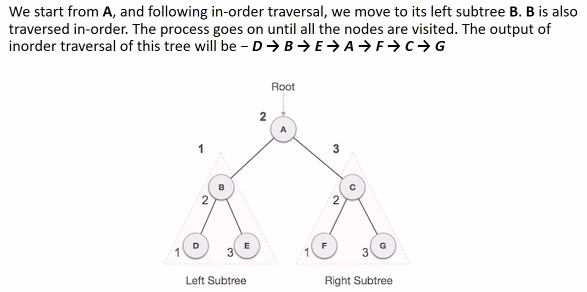 We start from A, and following in-order traversal, we move to its left subtree B. B is also
traversed in-order. The process goes on until all the nodes are visited. The output of
inorder traversal of this tree will be – D → B → E → A → F → C → G
Root
2
A
1
3
B
C
2
2
D
E
F
G
1
3
1
3
Left Subtree
Right Subtree